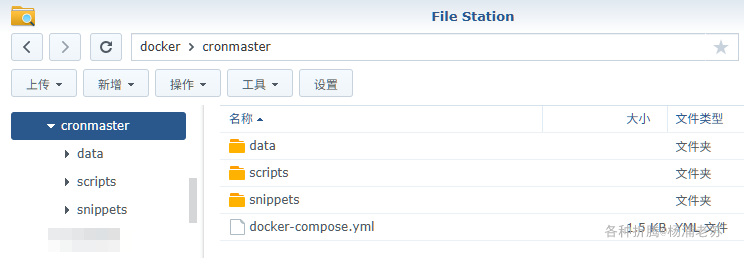 File Station
docker > cronmaster
上传 新增 操作 工具 设置
cronmaster
data
scripts
snippets
名称 大小 文件类型
data 文件夹
scripts 文件夹
snippets 文件夹
docker-compose.yml 1.5 KB YML 文件
各种折腾@杨浦老苏